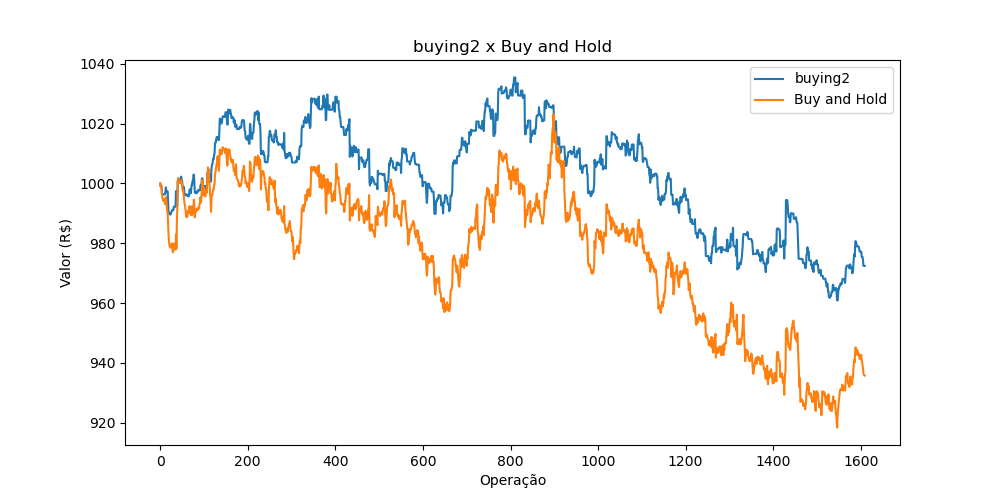 buying2 x Buy and Hold
buying2
Buy and Hold
Valor (R$)
1040
1020
1000
980
960
940
920
0 200 400 600 800 1000 1200 1400 1600
Operação